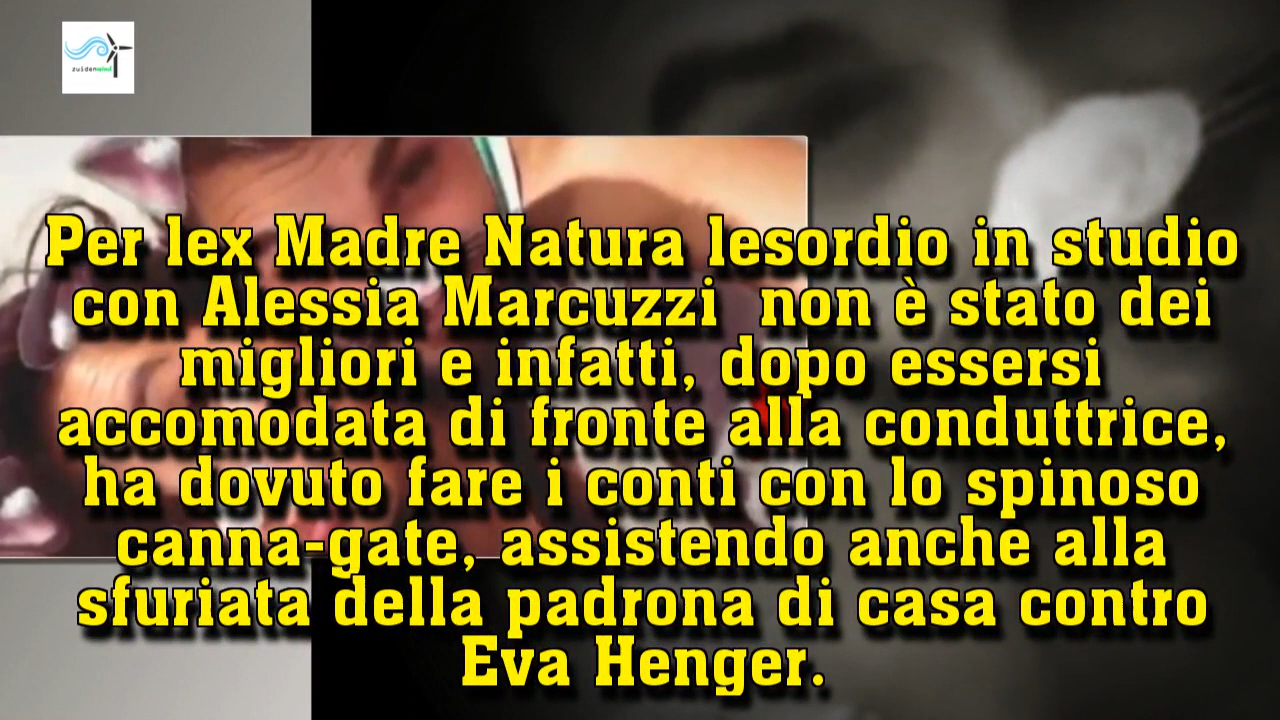 zuidenwind
Per lex Madre Natura lesordio in studio
con Alessia Marcuzzi  non è stato dei
migliori e infatti, dopo essersi
accomodata di fronte alla conduttrice,
ha dovuto fare i conti con lo spinoso
canna-gate, assistendo anche alla
sfuriata della padrona di casa contro
Eva Henger.